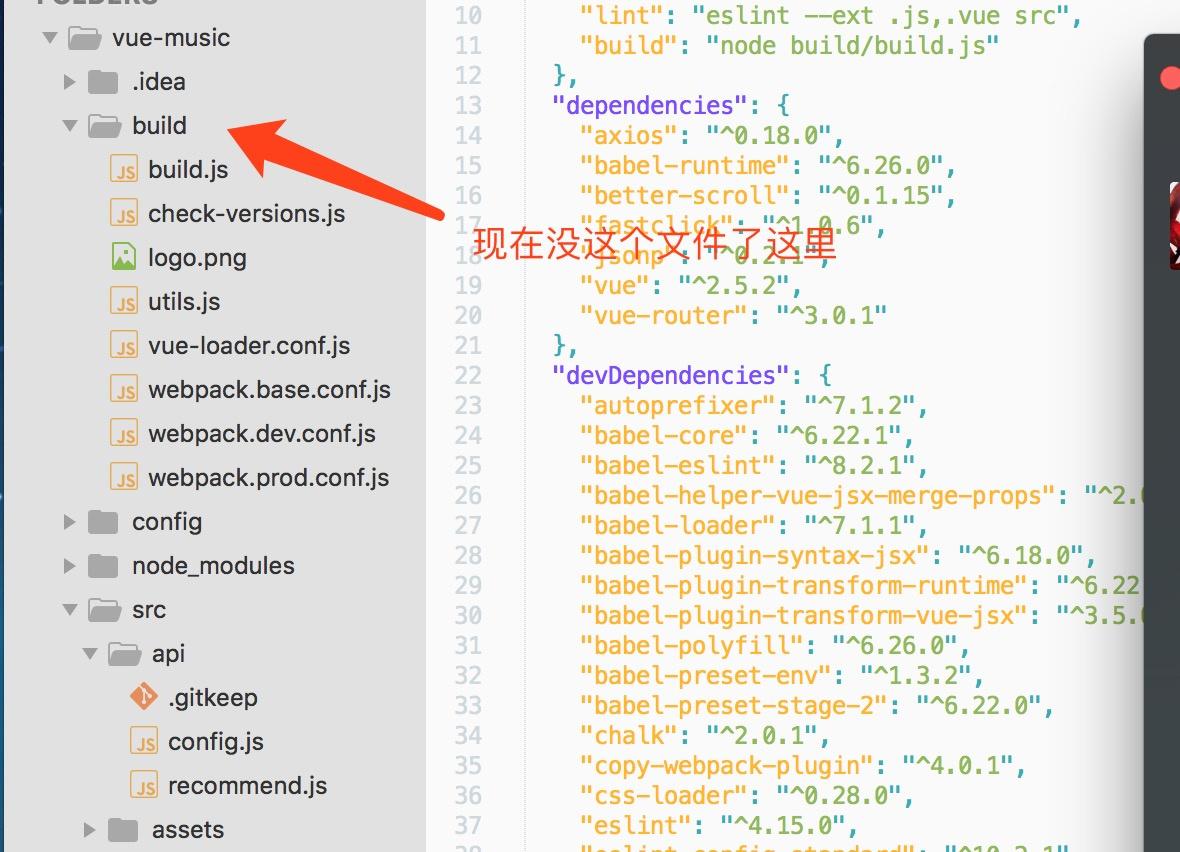 FOLDERS
vue-music
.idea
build
build.js
check-versions.js
logo.png
utils.js
vue-loader.conf.js
webpack.base.conf.js
webpack.dev.conf.js
webpack.prod.conf.js
config
node_modules
src
api
.gitkeep
config.js
recommend.js
assets
10 "lint": "eslint --ext .js,.vue src",
11 "build": "node build/build.js"
12 },
13 "dependencies": {
14 "axios": "^0.18.0",
15 "babel-runtime": "^6.26.0",
16 "better-scroll": "^0.1.15",
17 "fastclick": "^1.0.6",
现在没这个文件了这里
18 "jsonp": "^0.2.1",
19 "vue": "^2.5.2",
20 "vue-router": "^3.0.1"
21 },
22 "devDependencies": {
23 "autoprefixer": "^7.1.2",
24 "babel-core": "^6.22.1",
25 "babel-eslint": "^8.2.1",
26 "babel-helper-vue-jsx-merge-props": "^2.
27 "babel-loader": "^7.1.1",
28 "babel-plugin-syntax-jsx": "^6.18.0",
29 "babel-plugin-transform-runtime": "^6.22
30 "babel-plugin-transform-vue-jsx": "^3.5.
31 "babel-polyfill": "^6.26.0",
32 "babel-preset-env": "^1.3.2",
33 "babel-preset-stage-2": "^6.22.0",
34 "chalk": "^2.0.1",
35 "copy-webpack-plugin": "^4.0.1",
36 "css-loader": "^0.28.0",
37 "eslint": "^4.15.0",